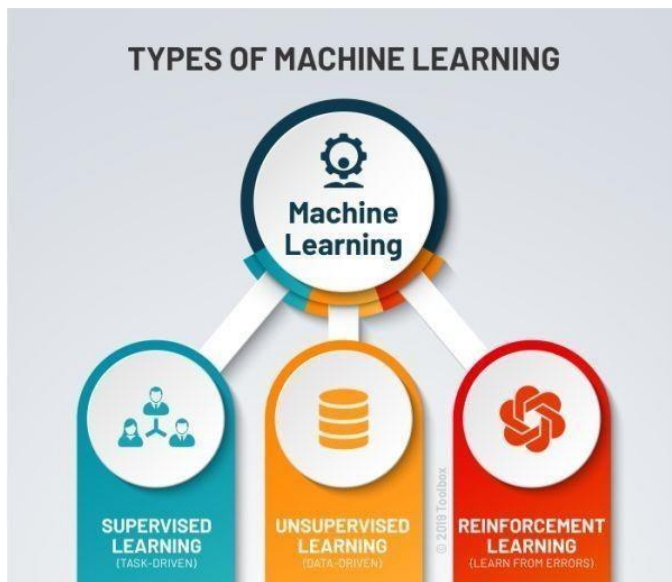 TYPES OF MACHINE LEARNING
Machine
Learning
SUPERVISED
LEARNING
(TASK-DRIVEN)
UNSUPERVISED
LEARNING
(DATA-DRIVEN)
REINFORCEMENT
LEARNING
(LEARN FROM ERRORS)
© 2019 Toolbox